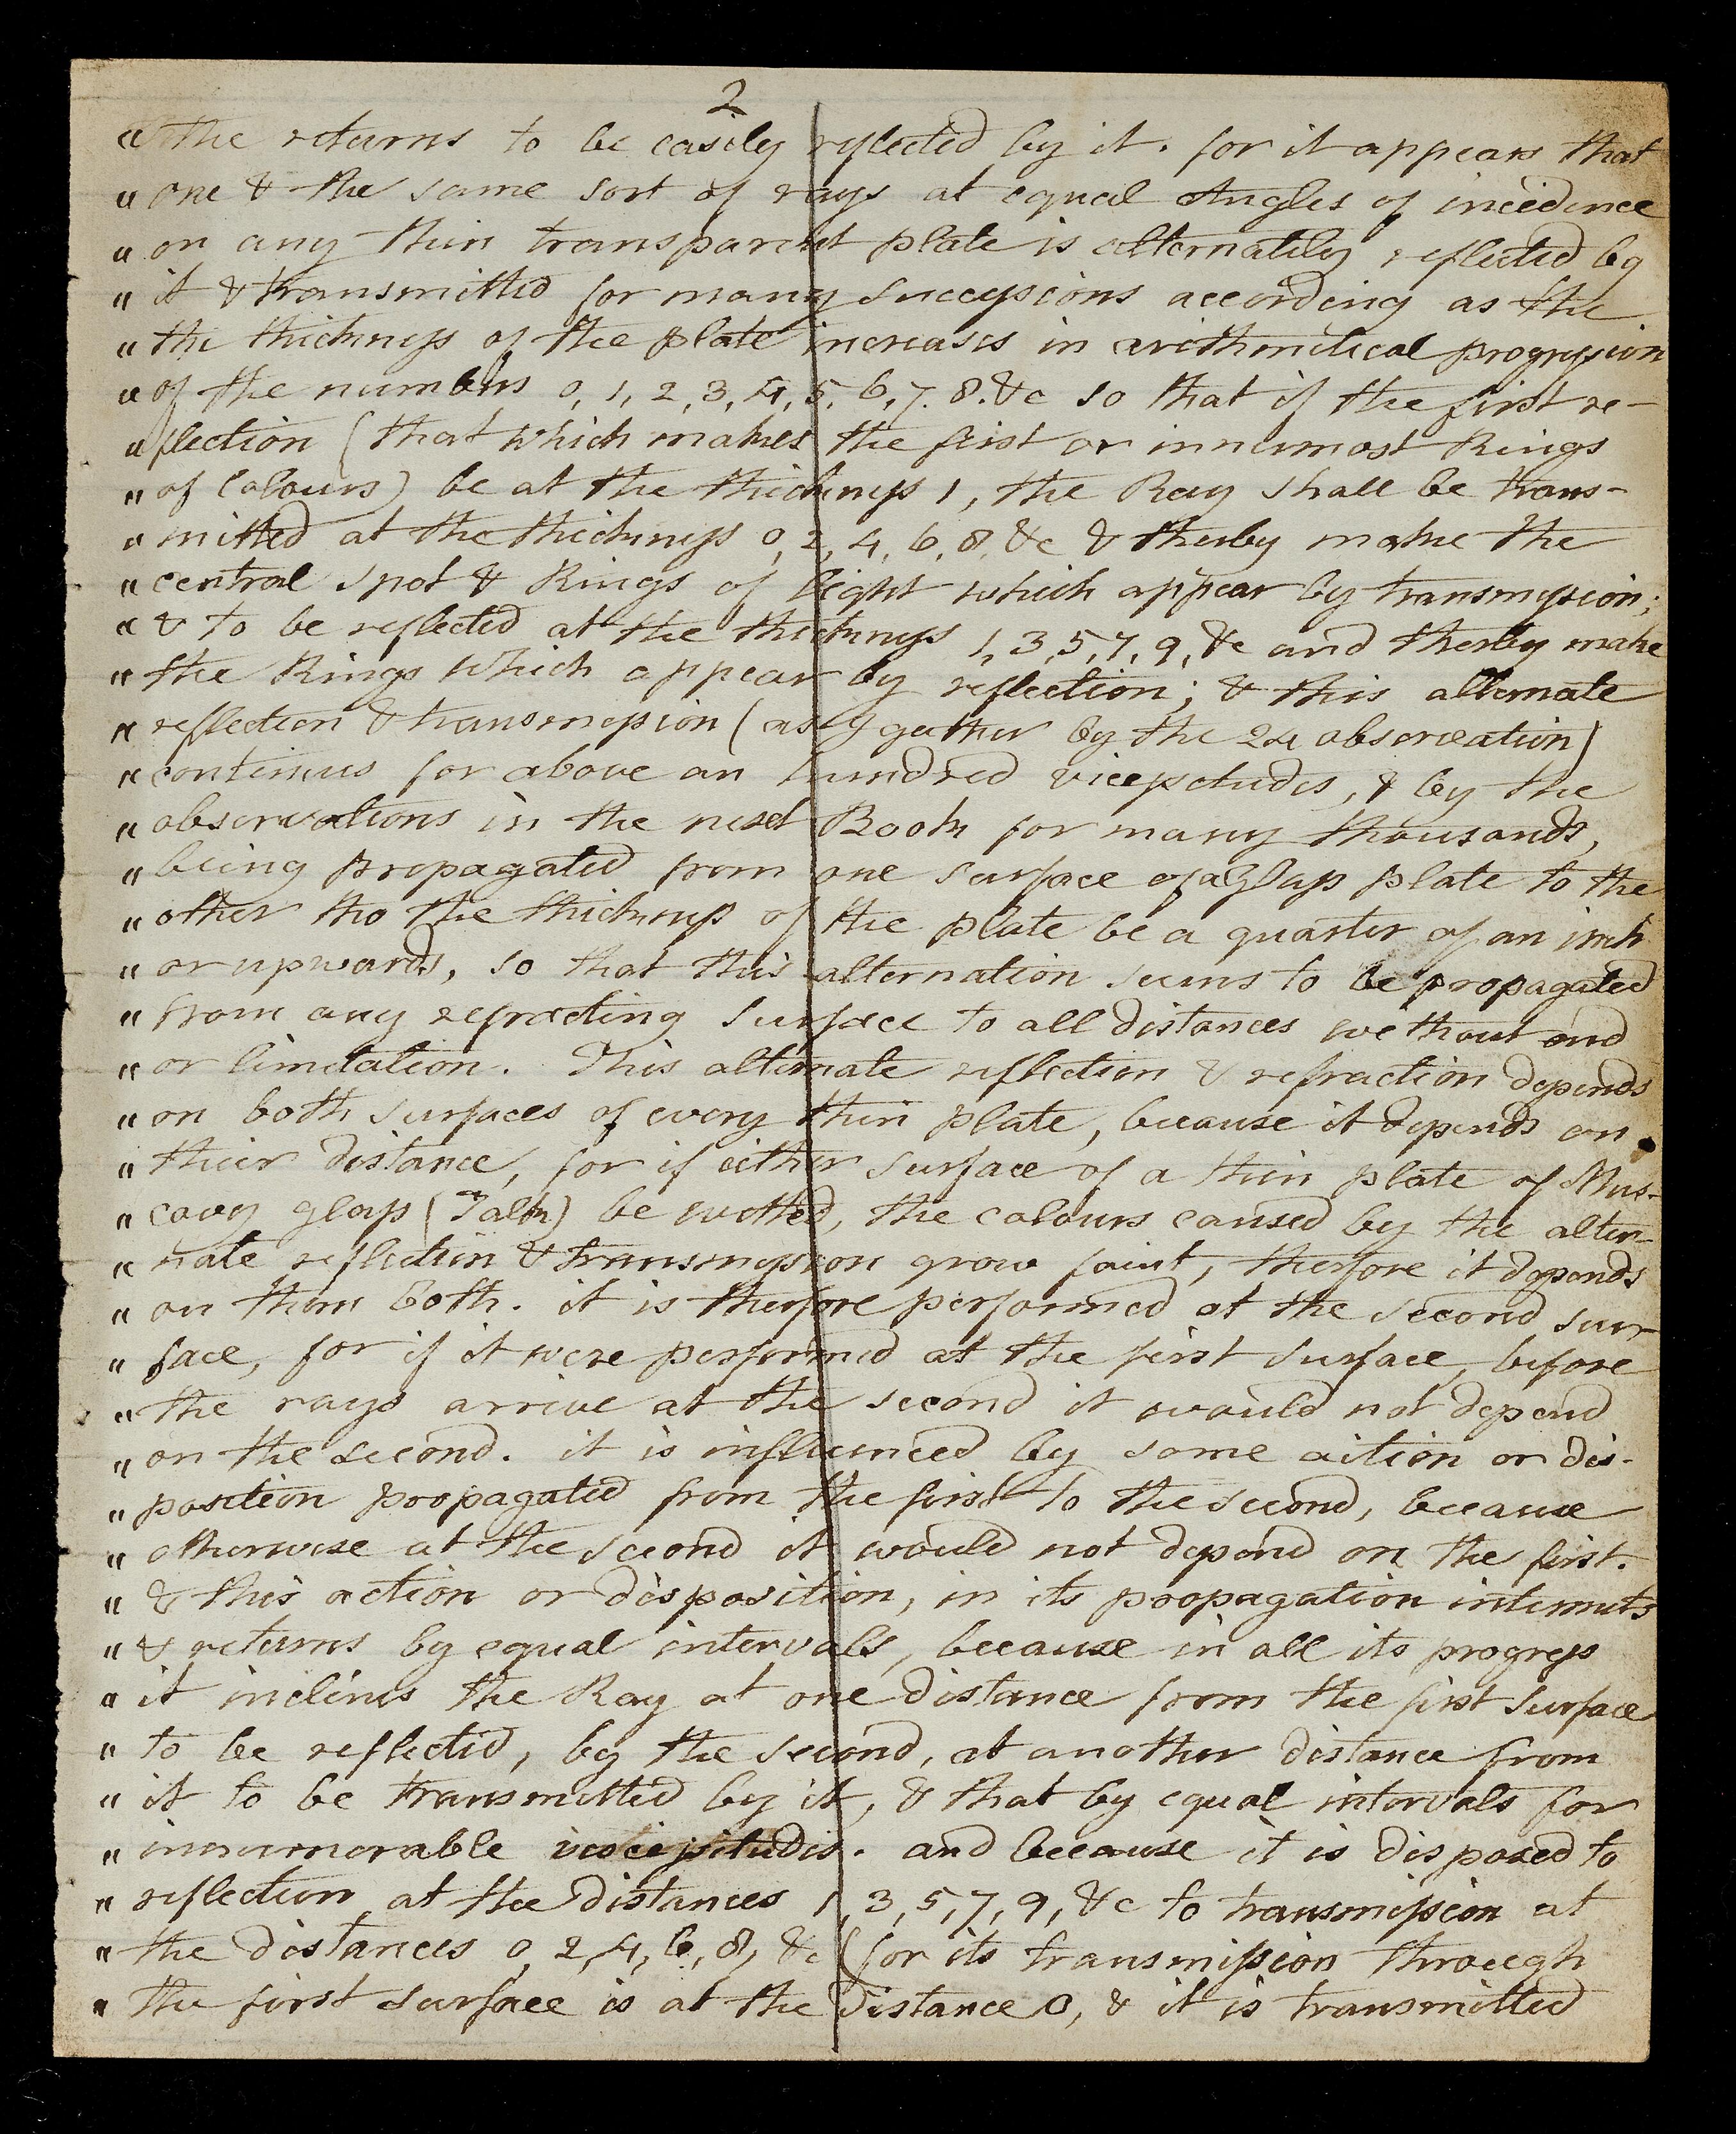 2
" the returns to be easily reflected by it. for it appears that
" one & the same sort of rays at equal Angles of incidence
" on any thin transparent plate is alternately reflected by
" it & transmitted for many successions according as the
" the thickness of the plate increases in arithmetical progression
" of the numbers 0, 1, 2, 3, 4, 5, 6, 7. 8. &c so that if the first re-
" flection (that which makes the first or innermost Rings
" of Colours) be at the thickness 1, the Ray shall be trans-
" mitted at the thickness 0, 2, 4, 6, 8, &c & therby make the
" central spot & Rings of light which appear by transmission;
" & to be reflected at the thickness 1, 3, 5, 7, 9, &c and therby make
" the Rings which appear by reflection; & this alternate
" reflection & transmission (as I gather by the 24 observation)
" continues for above an hundred vicessetudes, & by the
" observations in the next Book for many thousands,
" being propagated from one surface of a Glass plate to the
" other tho the thickness of the plate be a quarter of an inch
" or upwards, so that this alternation seems to be propagated
" from any refracting surface to all distances without end
" or limitation. This alternate reflection & refraction depends
" on both surfaces of every thin plate, because it depends on
" their distance, for if either surface of a thin plate of Mus-
" covy glass (Talk) be wetted, the colours caused by the alter-
" nate reflection & transmission grow faint, therfore it depends
" on them both. it is therfore performed at the second sur-
" face, for if it were performed at the first surface, before
" the rays arrive at the second it would not depend
" on the second. it is influenced by some action or dis-
" position propagated from the first to the second, because
" otherwise at the second it would not depend on the first.
" & this action or disposition, in its propagation intermits
" & returns by equal intervals, because in all its progress
" it inclines the Ray at one distance from the first surface
" to be reflected, by the second, at another distance from
" it to be transmitted by it, & that by equal intervals for
" innumerable viscissitudes. and because it is disposed to
" reflection at the distances 1, 3, 5, 7, 9, &c to transmission at
" the distances 0, 2, 4, 6, 8, &c (for its transmission through
" the first surface is at the distance 0, & it is transmitted